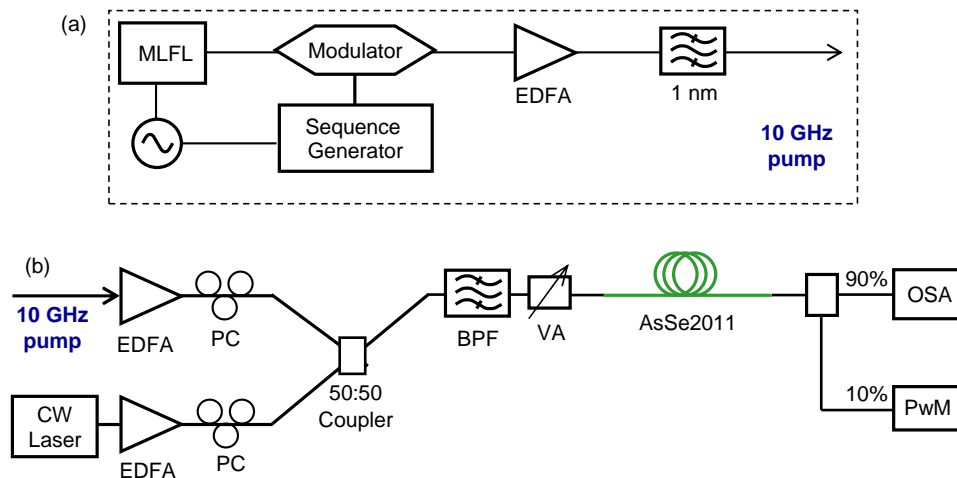 (a)
MLFL
Modulator
EDFA
1 nm
Sequence
Generator
10 GHz
pump
(b)
10 GHz
pump
EDFA
PC
CW
Laser
EDFA
PC
50:50
Coupler
BPF
VA
AsSe2011
90%
OSA
10%
PwM